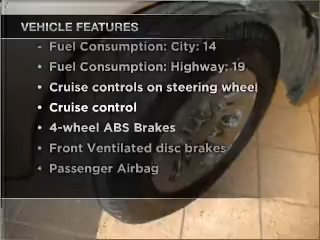 VEHICLE FEATURES
- Fuel Consumption: City: 14
• Fuel Consumption: Highway: 19
• Cruise controls on steering wheel
• Cruise control
• 4-wheel ABS Brakes
• Front Ventilated disc brakes
• Passenger Airbag